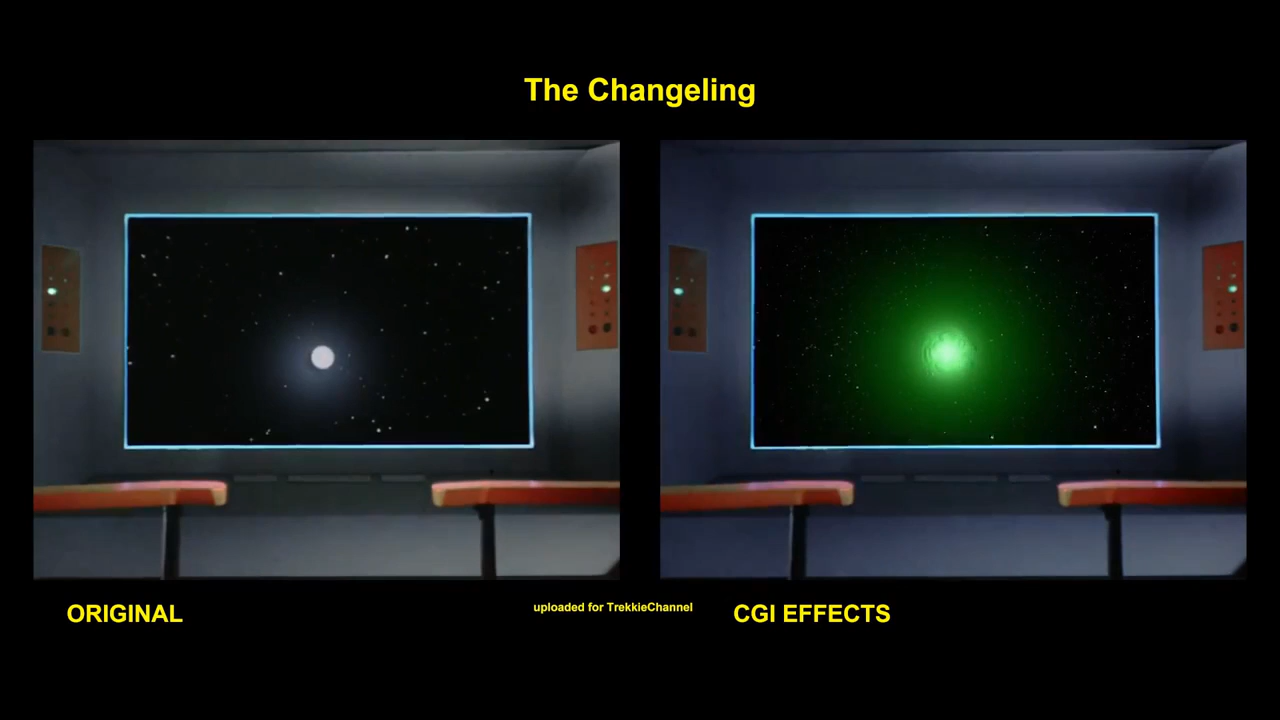 The Changeling
ORIGINAL
uploaded for TrekkieChannel
CGI EFFECTS